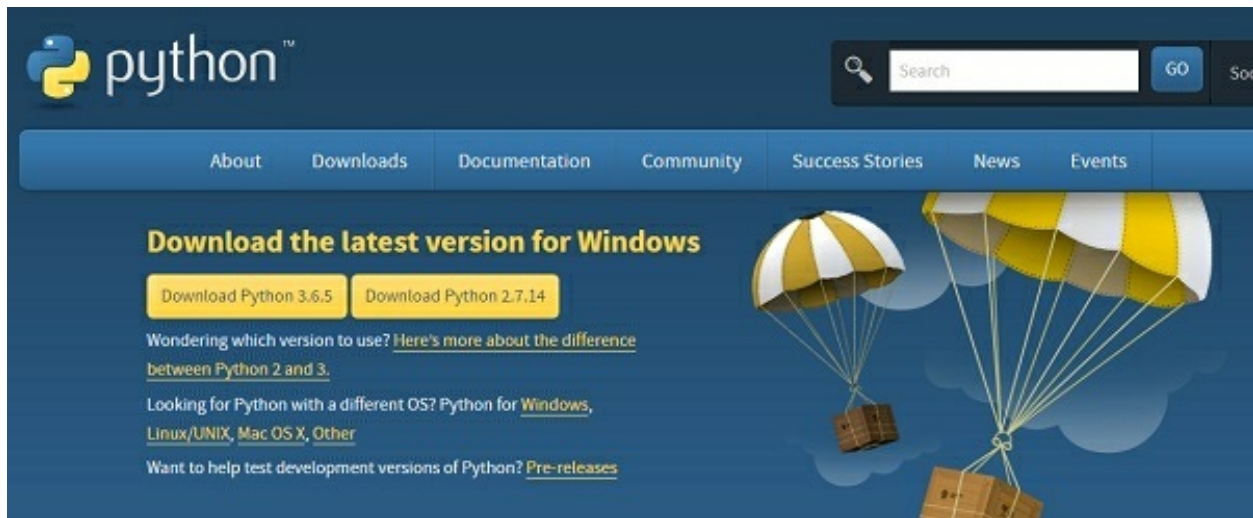 python™
Search
GO
About Downloads Documentation Community Success Stories News Events
Download the latest version for Windows
Download Python 3.6.5 Download Python 2.7.14
Wondering which version to use? Here's more about the difference
between Python 2 and 3.
Looking for Python with a different OS? Python for Windows,
Linux/UNIX, Mac OS X, Other
Want to help test development versions of Python? Pre-releases